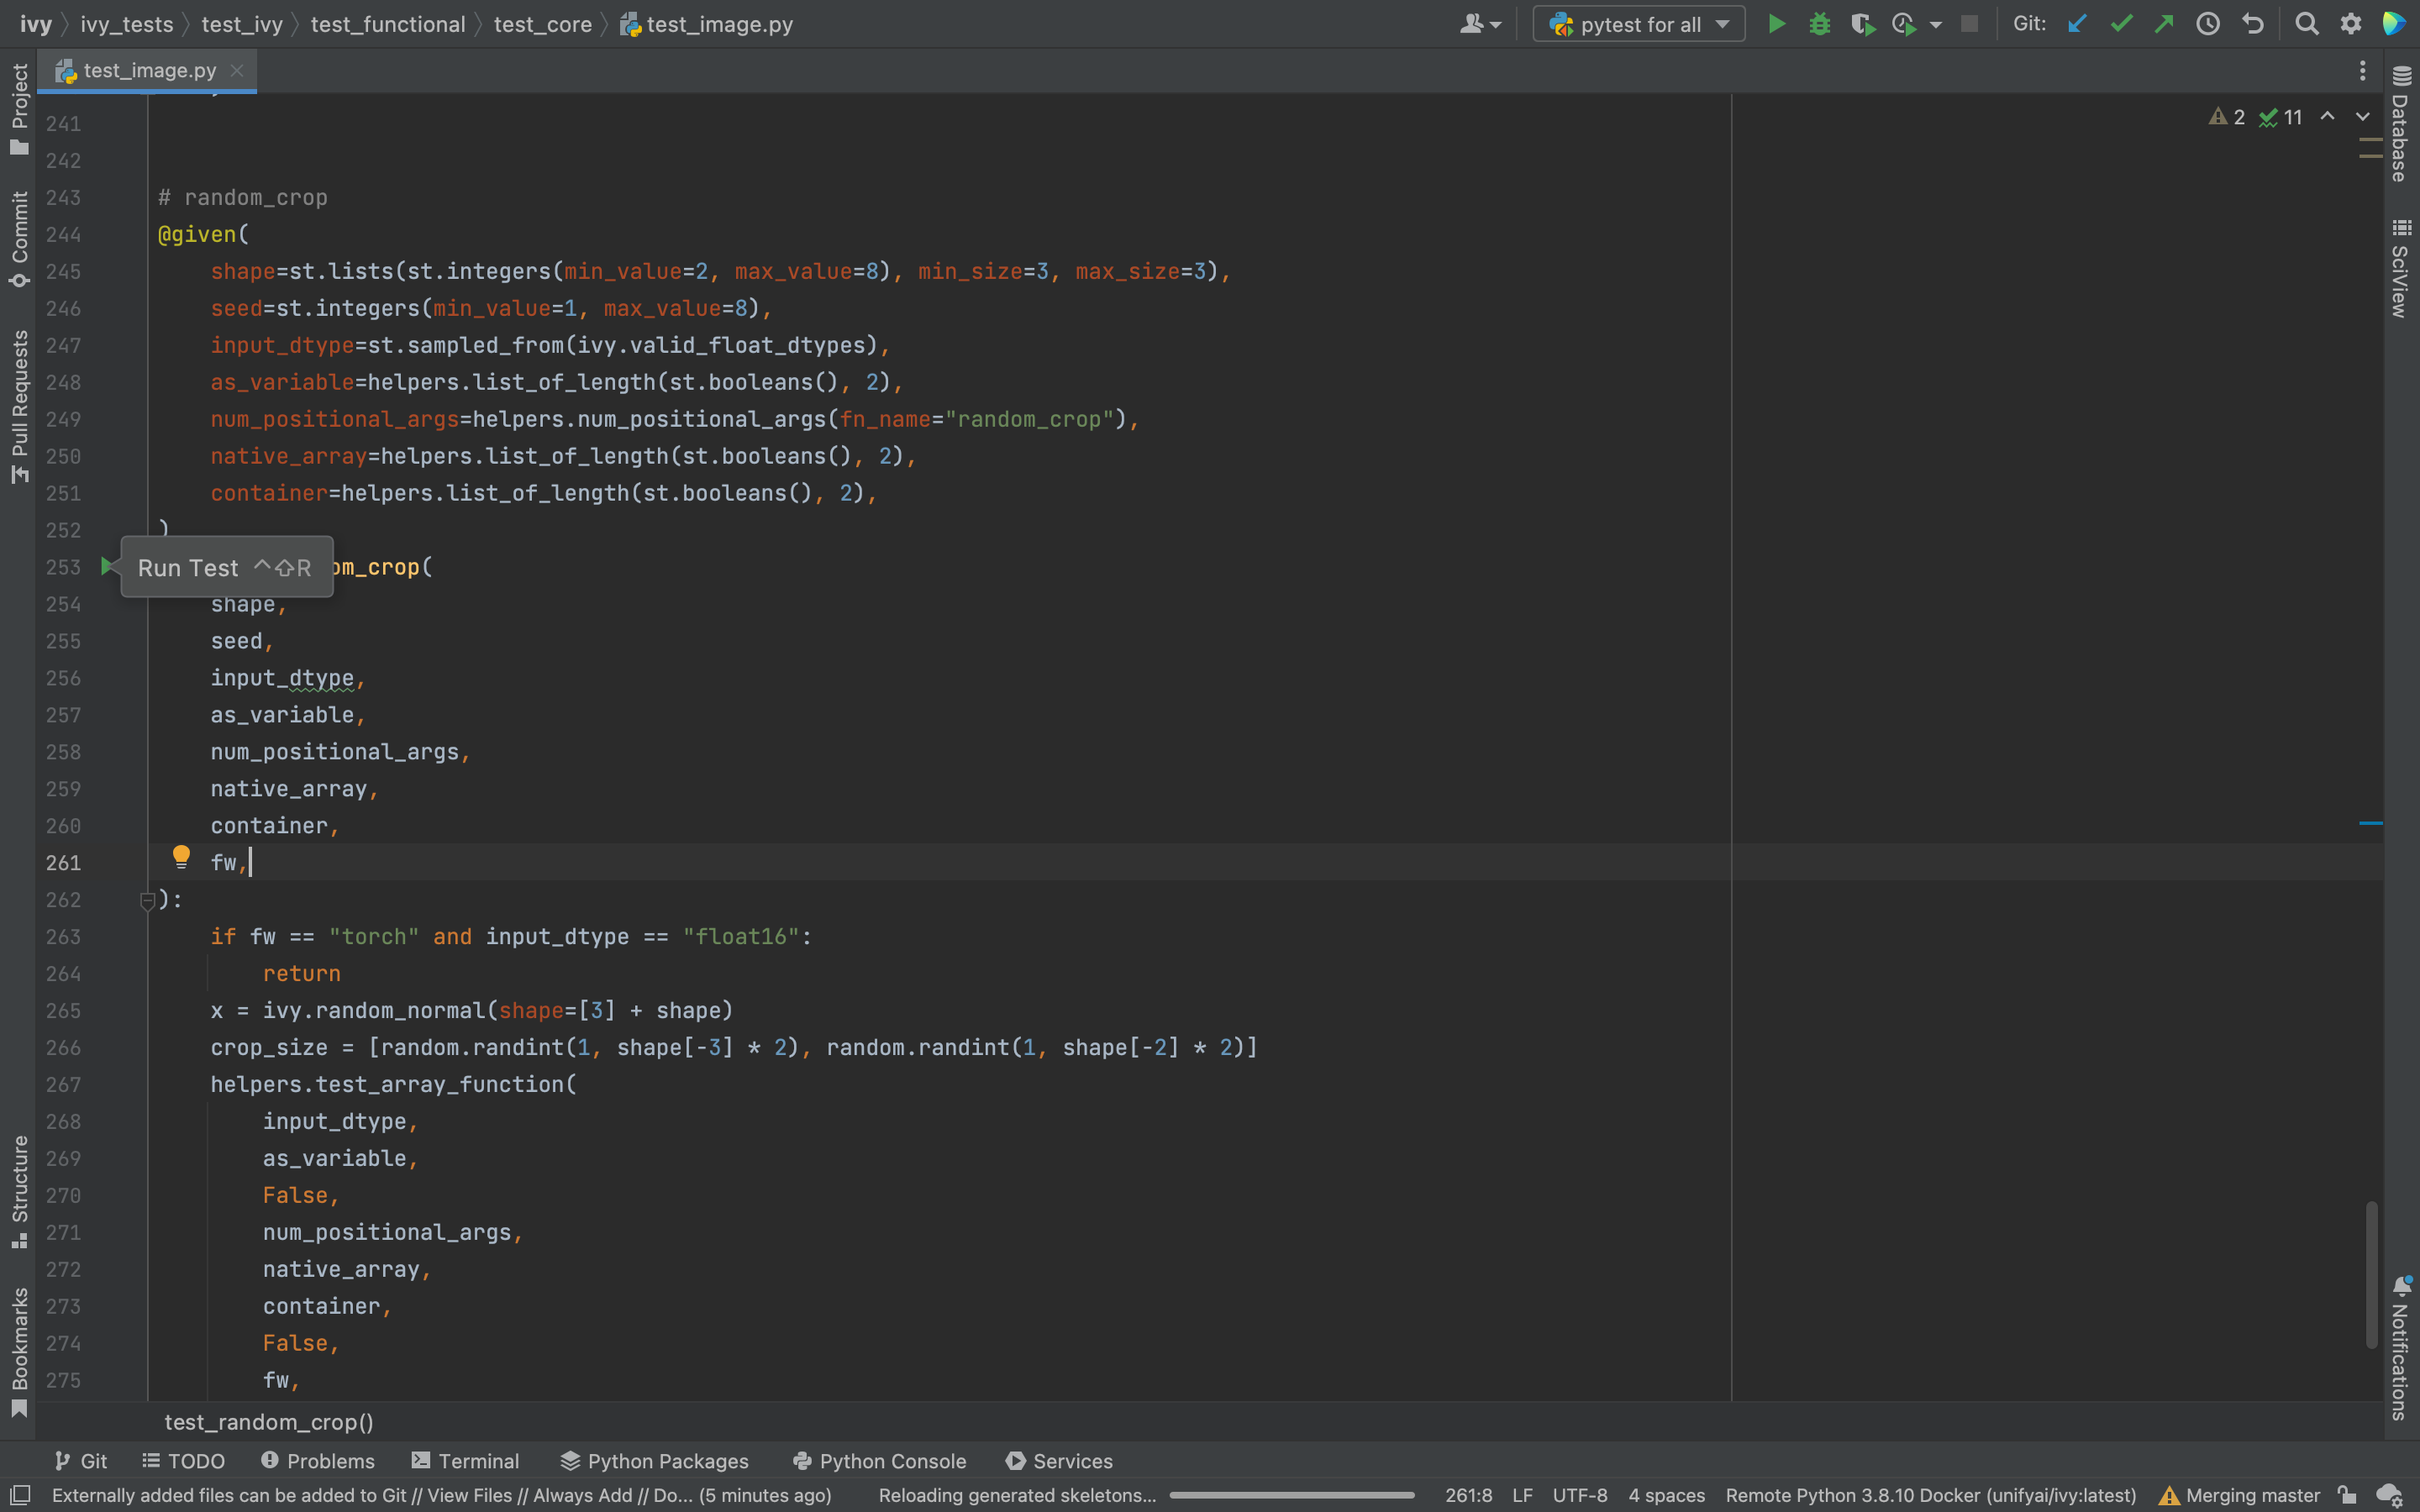 ivy ivy_tests test_ivy test_functional test_core test_image.py pytest for all Git:
test_image.py
Project
Commit
Pull Requests
Structure
Bookmarks
2 11
241
242
243 # random_crop
244 @given(
245 shape=st.lists(st.integers(min_value=2, max_value=8), min_size=3, max_size=3),
246 seed=st.integers(min_value=1, max_value=8),
247 input_dtype=st.sampled_from(ivy.valid_float_dtypes),
248 as_variable=helpers.list_of_length(st.booleans(), 2),
249 num_positional_args=helpers.num_positional_args(fn_name="random_crop"),
250 native_array=helpers.list_of_length(st.booleans(), 2),
251 container=helpers.list_of_length(st.booleans(), 2),
252 )
253 Run Test ^⇧R om_crop(
254 shape,
255 seed,
256 input_dtype,
257 as_variable,
258 num_positional_args,
259 native_array,
260 container,
261 fw,
262 ):
263 if fw == "torch" and input_dtype == "float16":
264 return
265 x = ivy.random_normal(shape=[3] + shape)
266 crop_size = [random.randint(1, shape[-3] * 2), random.randint(1, shape[-2] * 2)]
267 helpers.test_array_function(
268 input_dtype,
269 as_variable,
270 False,
271 num_positional_args,
272 native_array,
273 container,
274 False,
275 fw,
Database
SciView
Notifications
test_random_crop()
Git TODO Problems Terminal Python Packages Python Console Services
Externally added files can be added to Git // View Files // Always Add // Do... (5 minutes ago) Reloading generated skeletons... 261:8 LF UTF-8 4 spaces Remote Python 3.8.10 Docker (unifyai/ivy:latest) Merging master